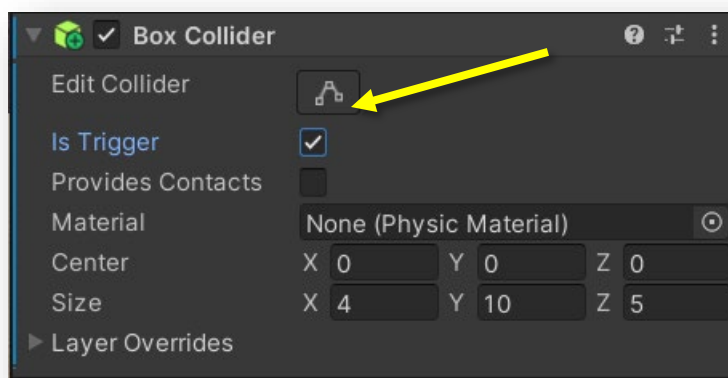 Box Collider
Edit Collider
Is Trigger
Provides Contacts
Material None (Physic Material)
Center X 0 Y 0 Z 0
Size X 4 Y 10 Z 5
Layer Overrides